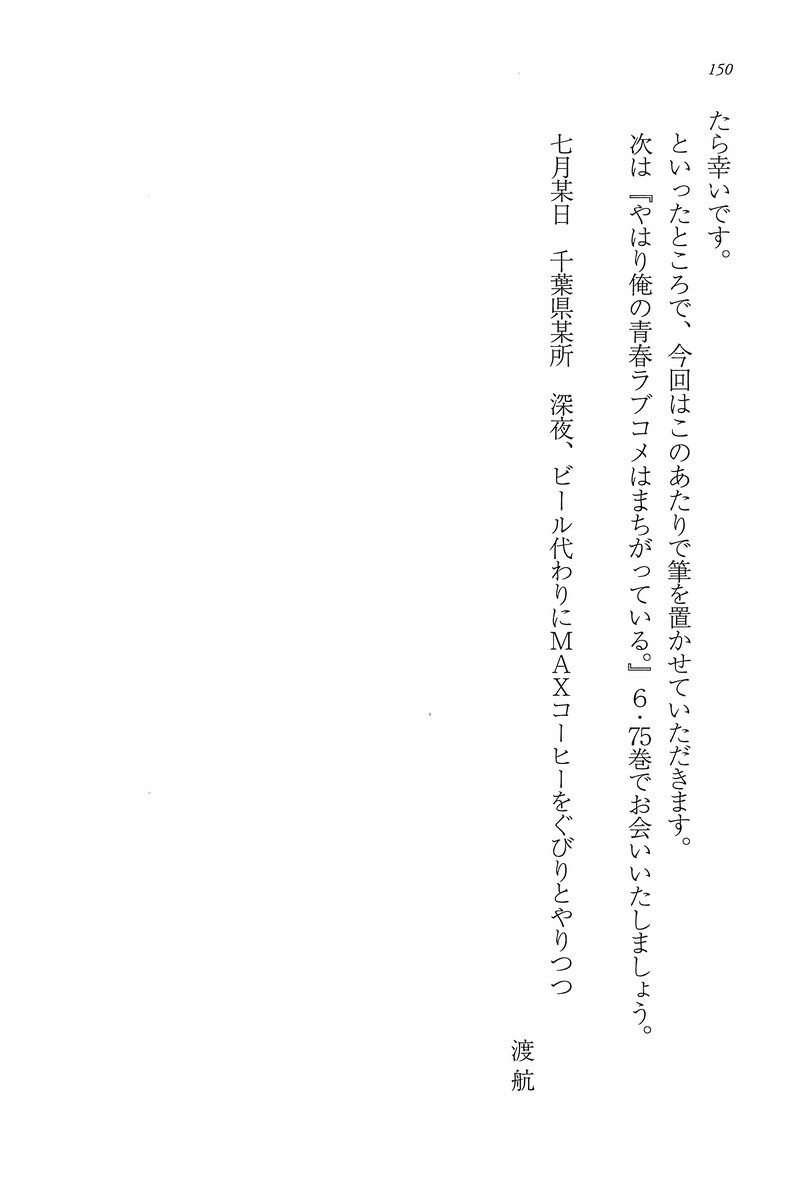 150
たら幸いです。
といったところで、今回はこのあたりで筆を置かせていただきます。
次は『やはり俺の青春ラブコメはまちがっている。』６・75巻でお会いいたしましょう。
七月某日　千葉県某所　深夜、ビール代わりにＭＡＸコーヒーをぐびりとやりつつ
渡 航